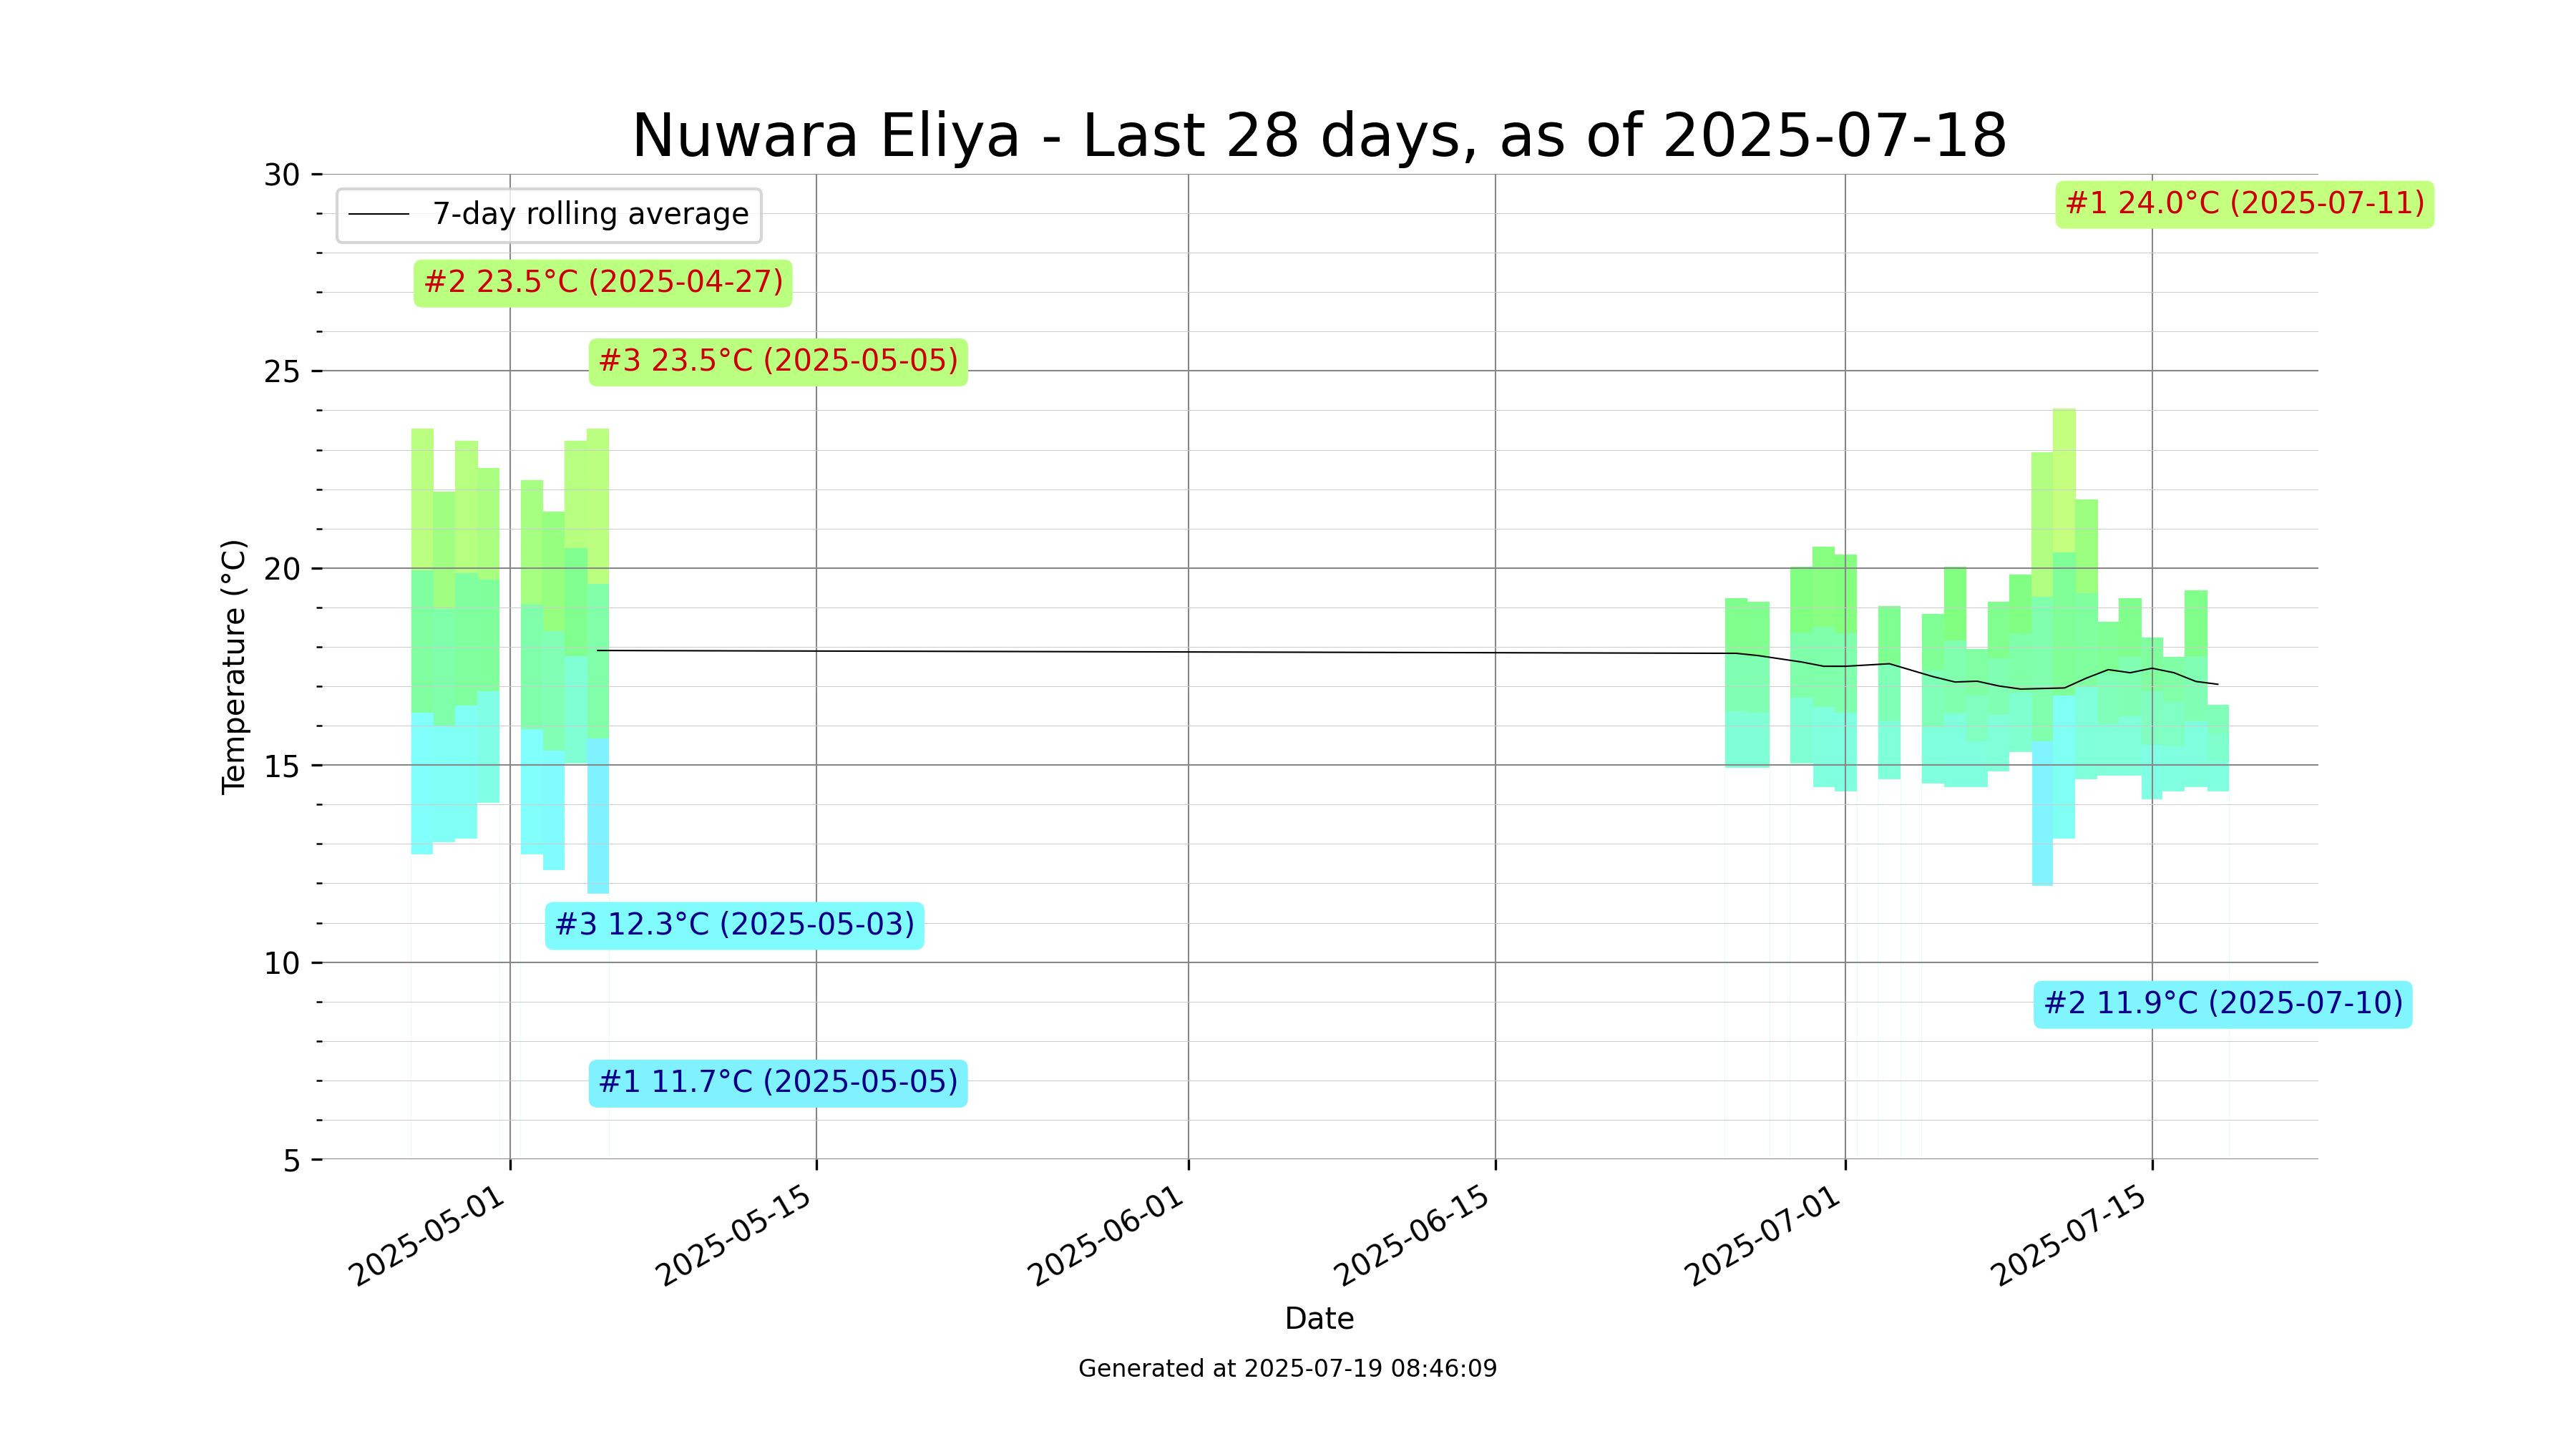 Nuwara Eliya - Last 28 days, as of 2025-07-18
7-day rolling average
#1 24.0°C (2025-07-11)
#2 23.5°C (2025-04-27)
#3 23.5°C (2025-05-05)
#3 12.3°C (2025-05-03)
#2 11.9°C (2025-07-10)
#1 11.7°C (2025-05-05)
Temperature (°C)
30
25
20
15
10
5
2025-05-01
2025-05-15
2025-06-01
2025-06-15
2025-07-01
2025-07-15
Date
Generated at 2025-07-19 08:46:09